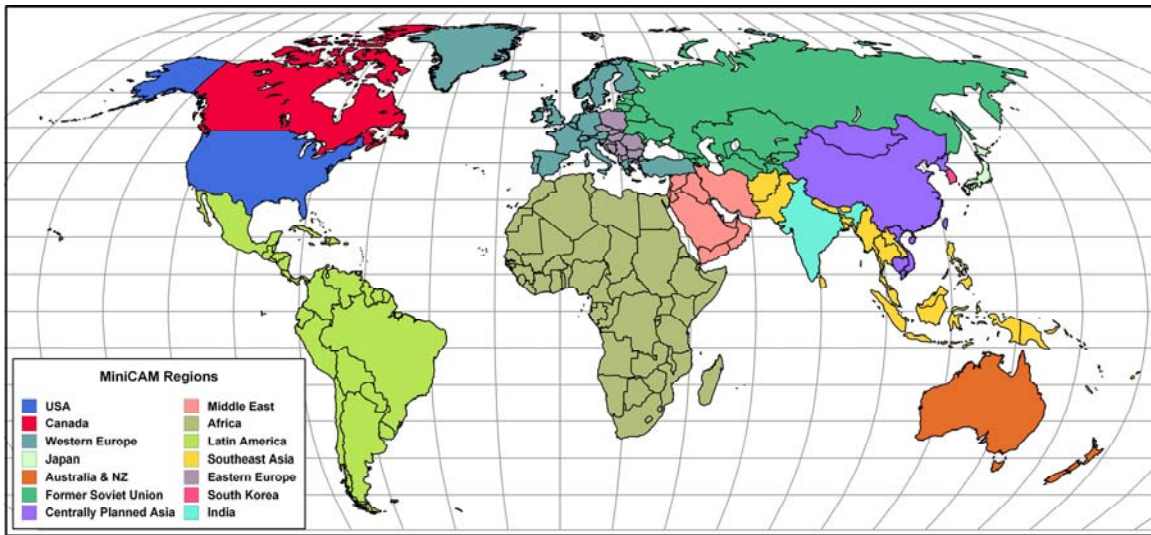 MiniCAM Regions
USA
Canada
Western Europe
Japan
Australia & NZ
Former Soviet Union
Centrally Planned Asia
Middle East
Africa
Latin America
Southeast Asia
Eastern Europe
South Korea
India